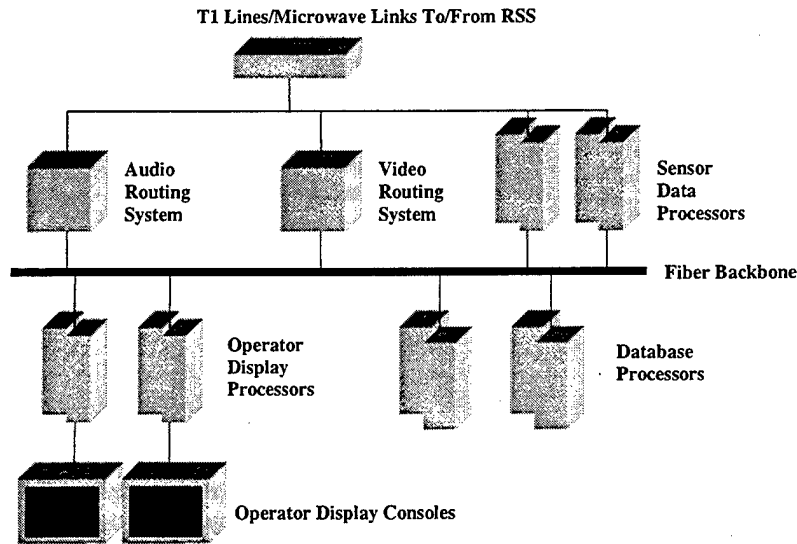 T1 Lines/Microwave Links To/From RSS
Audio
Routing
System
Video
Routing
System
Sensor
Data
Processors
Fiber Backbone
Operator
Display
Processors
Database
Processors
Operator Display Consoles